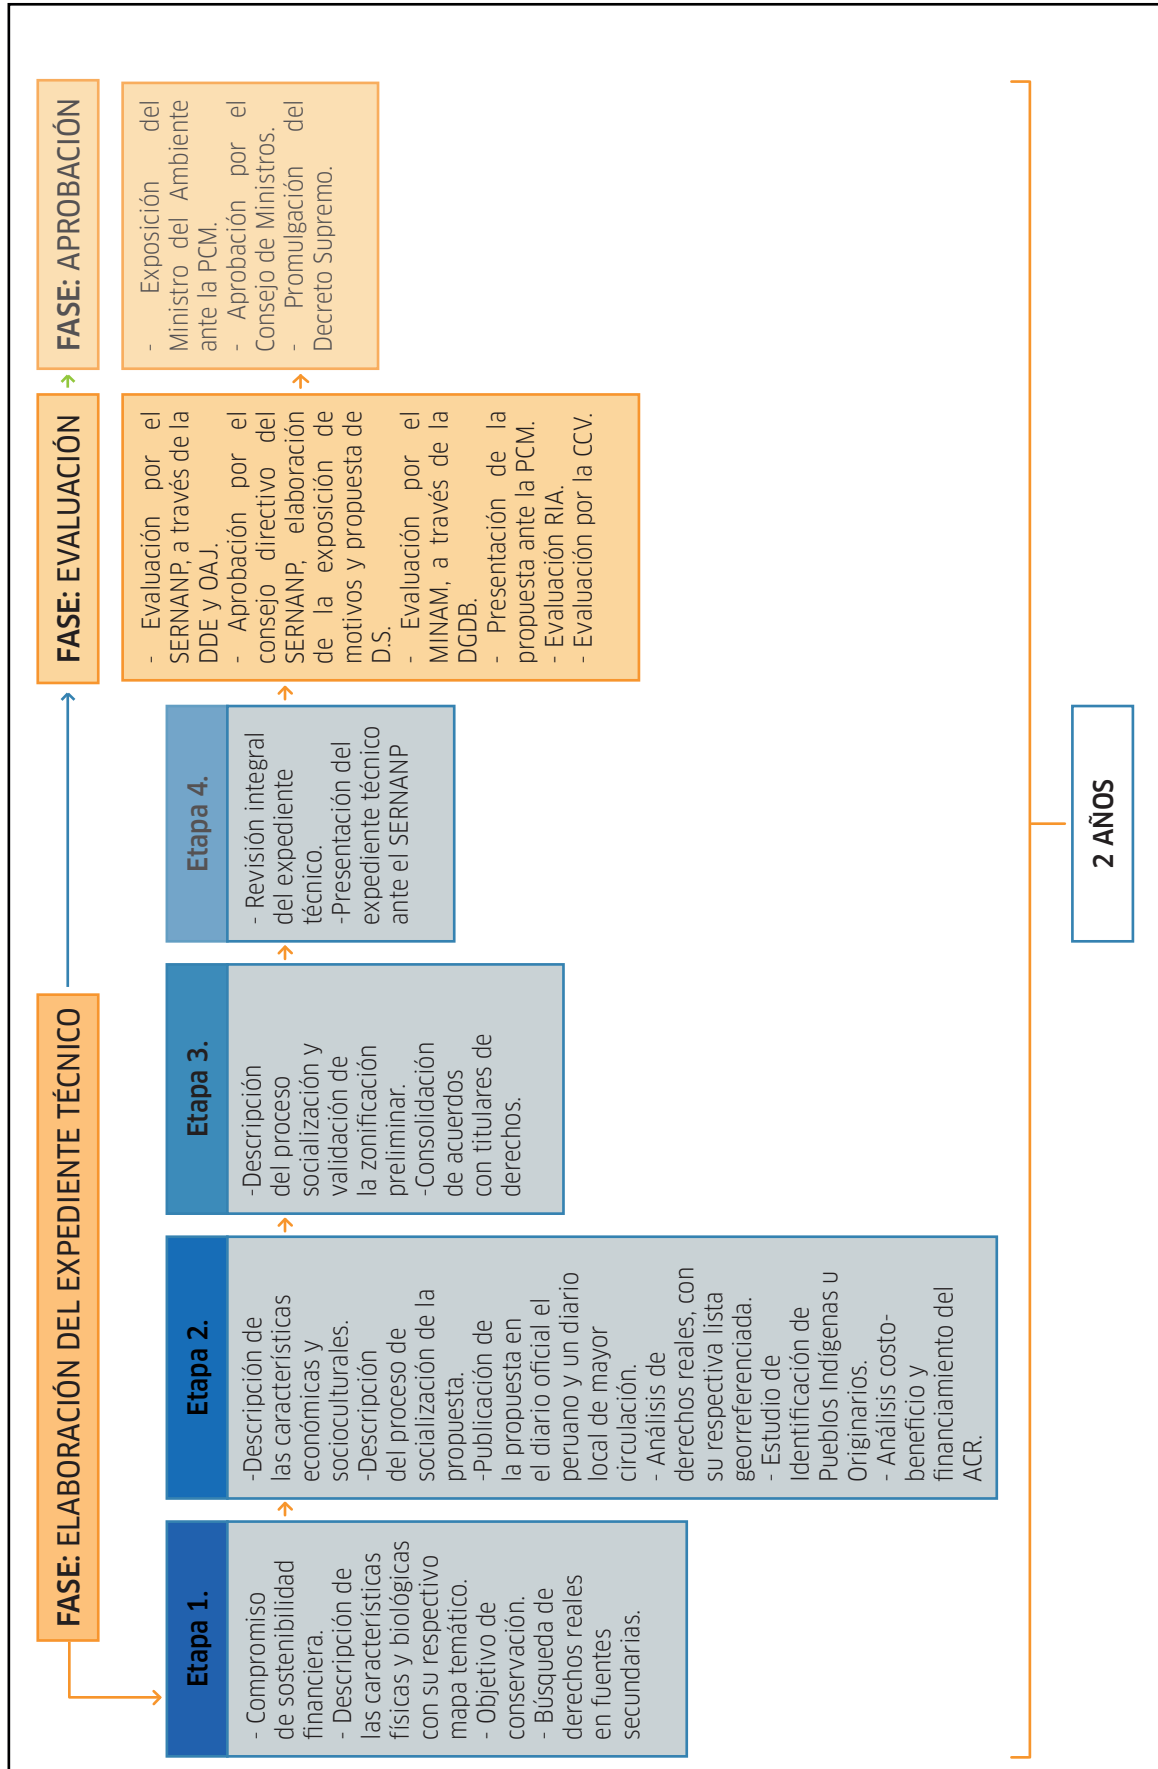 FASE: ELABORACIÓN DEL EXPEDIENTE TÉCNICO
Etapa 1.
- Compromiso
de sostenibilidad
financiera.
- Descripción de
las características
físicas y biológicas
con su respectivo
mapa temático.
- Objetivo de
conservación.
- Búsqueda de
derechos reales
en fuentes
secundarias.
Etapa 2.
-Descripción de
las características
económicas y
socioculturales.
-Descripción
del proceso de
socialización de la
propuesta.
-Publicación de
la propuesta en
el diario oficial el
peruano y un diario
local de mayor
circulación.
- Análisis de
derechos reales, con
su respectiva lista
georreferenciada.
- Estudio de
Identificación de
Pueblos Indígenas u
Originarios.
- Análisis costo-
beneficio y
financiamiento del
ACR.
Etapa 3.
-Descripción
del proceso
socialización y
validación de
la zonificación
preliminar.
-Consolidación
de acuerdos
con titulares de
derechos.
Etapa 4.
- Revisión integral
del expediente
técnico.
-Presentación del
expediente técnico
ante el SERNANP
FASE: EVALUACIÓN
- Evaluación por el
SERNANP, a través de la
DDE y OAJ.
- Aprobación por el
consejo directivo del
SERNANP, elaboración
de la exposición de
motivos y propuesta de
D.S.
- Evaluación por el
MINAM, a través de la
DGDB.
- Presentación de la
propuesta ante la PCM.
- Evaluación RIA.
- Evaluación por la CCV.
FASE: APROBACIÓN
- Exposición del
Ministro del Ambiente
ante la PCM.
- Aprobación por el
Consejo de Ministros.
- Promulgación del
Decreto Supremo.
2 AÑOS